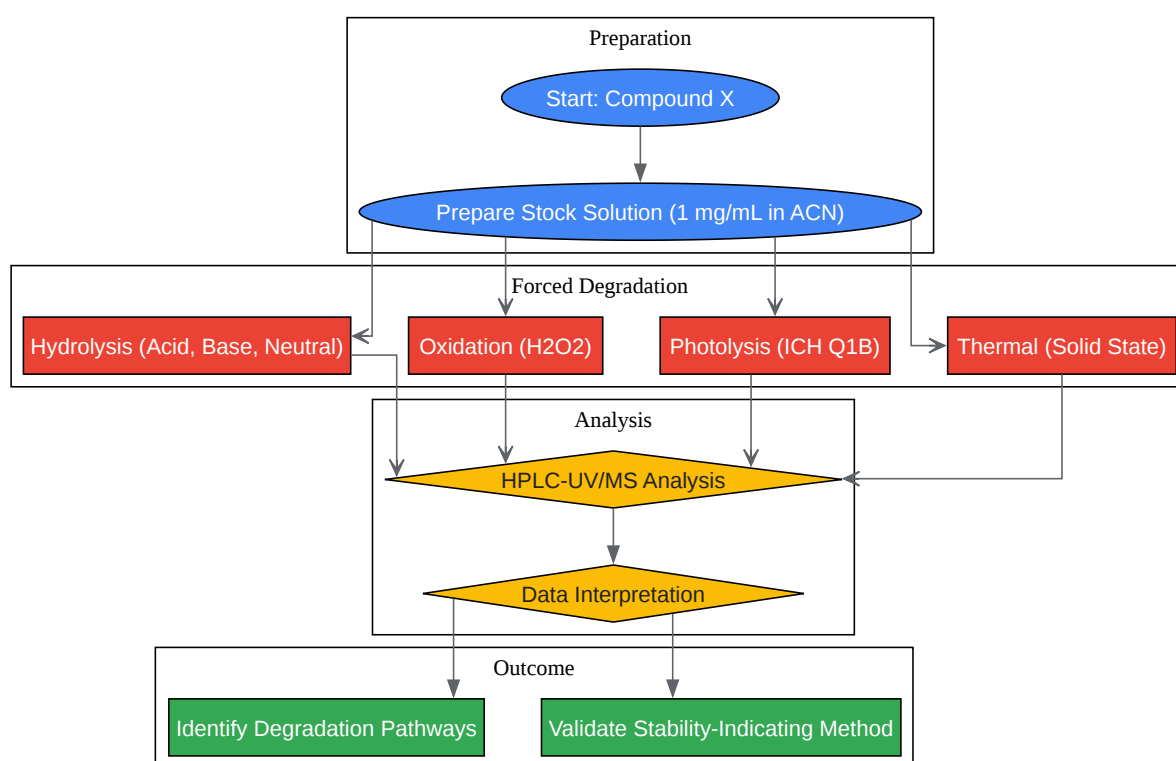 Preparation
Start: Compound X
Prepare Stock Solution (1 mg/mL in ACN)
Forced Degradation
Hydrolysis (Acid, Base, Neutral)
Oxidation (H2O2)
Photolysis (ICH Q1B)
Thermal (Solid State)
Analysis
HPLC-UV/MS Analysis
Data Interpretation
Outcome
Identify Degradation Pathways
Validate Stability-Indicating Method